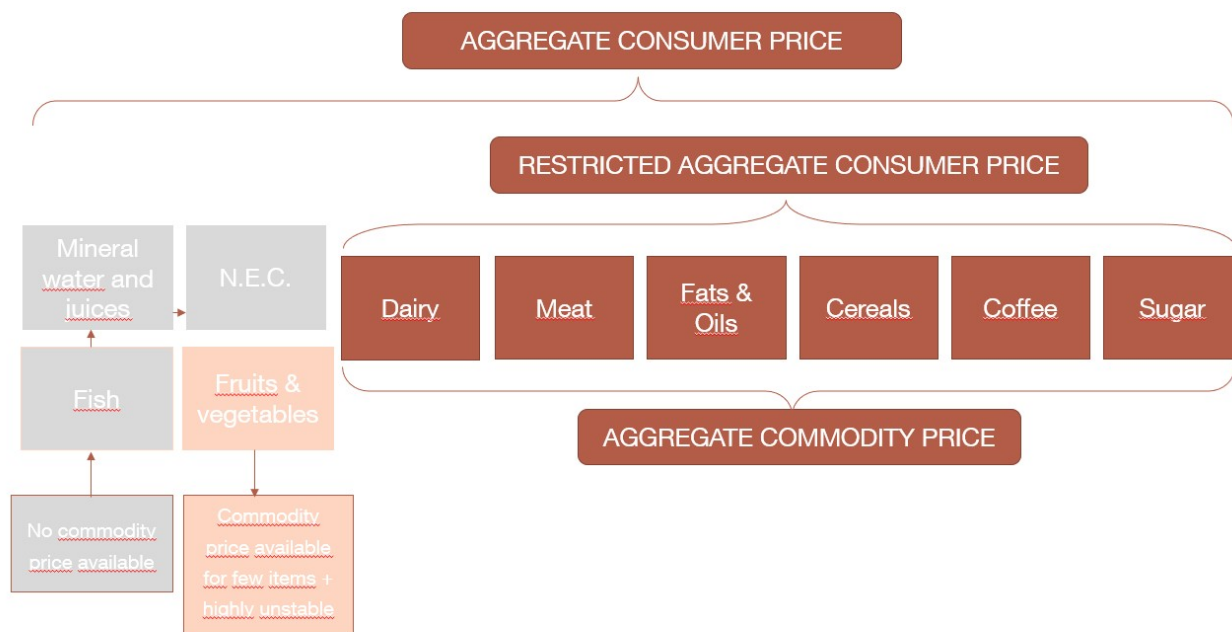 AGGREGATE CONSUMER PRICE
RESTRICTED AGGREGATE CONSUMER PRICE
Mineral
water and
juices
N.E.C.
Dairy
Meat
Fats &
Oils
Cereals
Coffee
Sugar
Fish
Fruits &
vegetables
AGGREGATE COMMODITY PRICE
No commodity
price available
Commodity
price available
for few items +
highly unstable